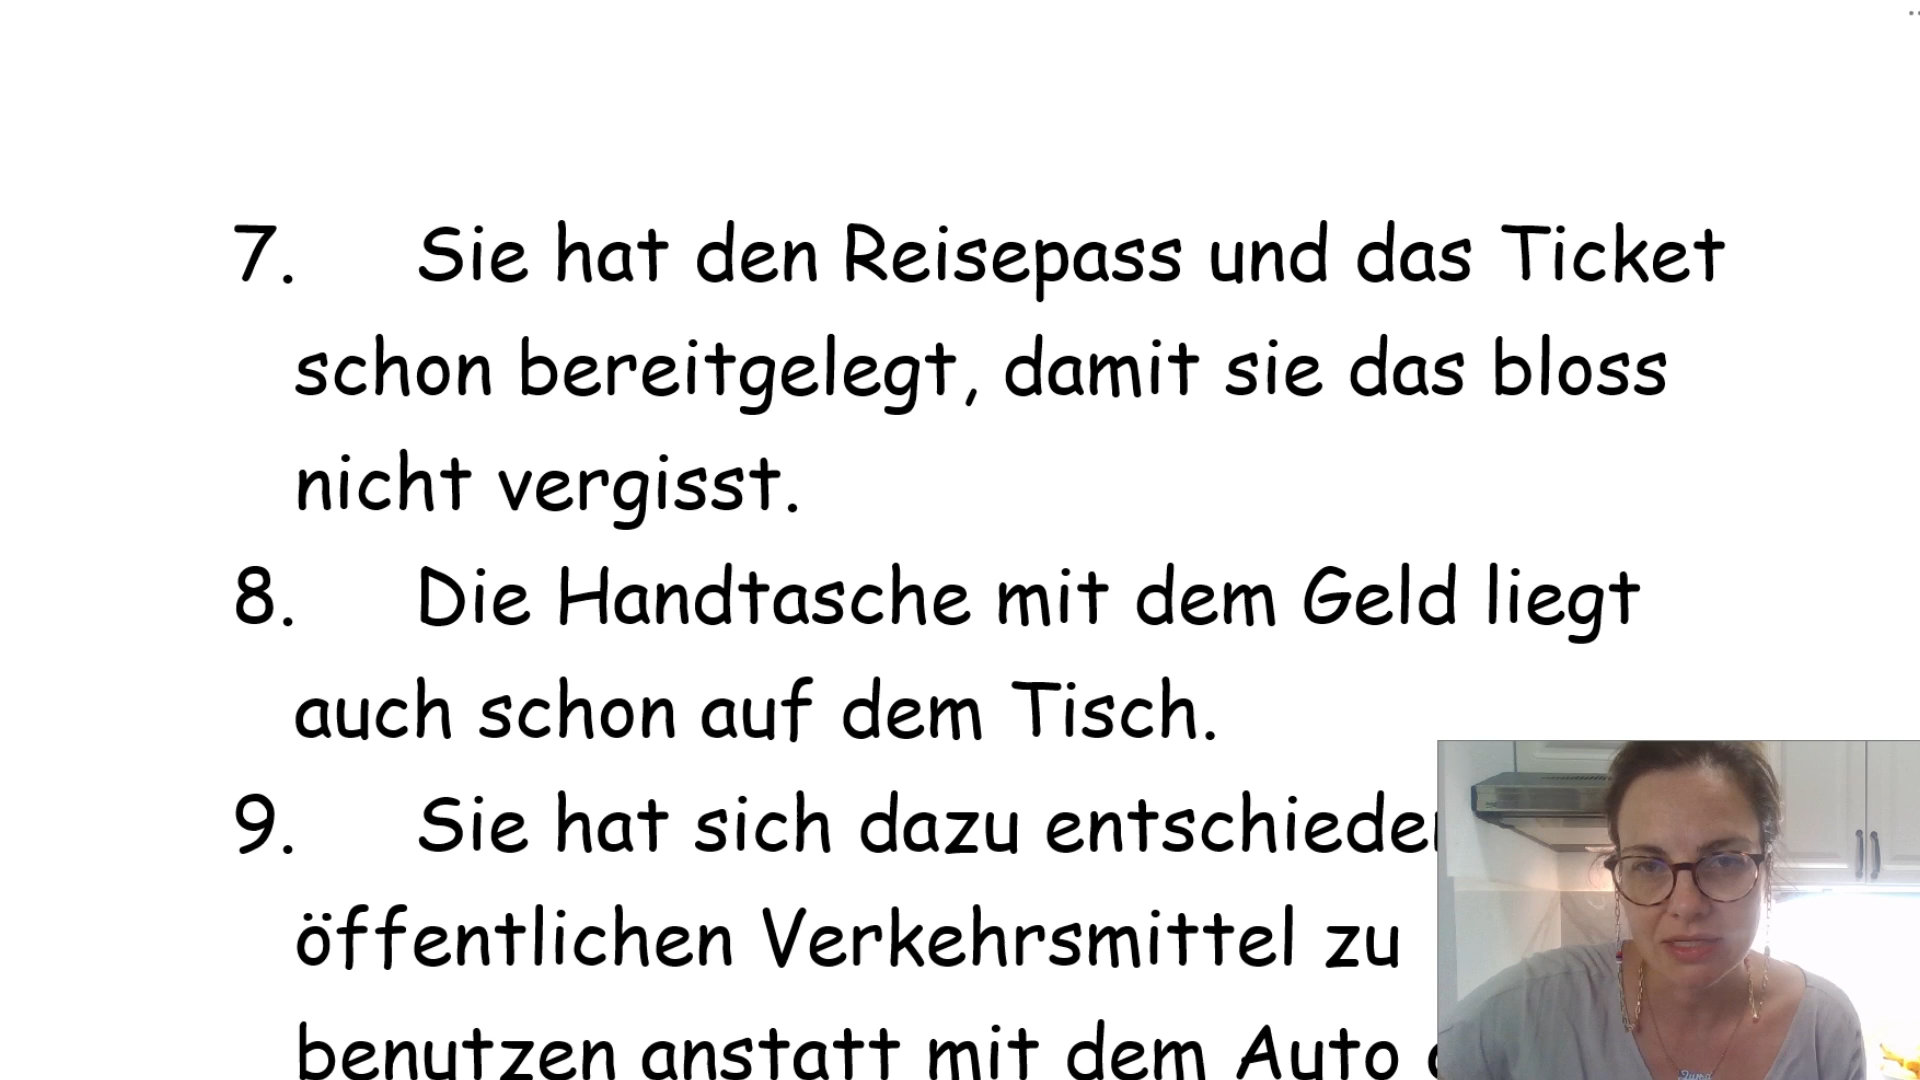 7. Sie hat den Reisepass und das Ticket
schon bereitgelegt, damit sie das bloss
nicht vergisst.
8. Die Handtasche mit dem Geld liegt
auch schon auf dem Tisch.
9. Sie hat sich dazu
öffentlichen Verkehrsmittel zu
benutzen anstatt mit dem Auto